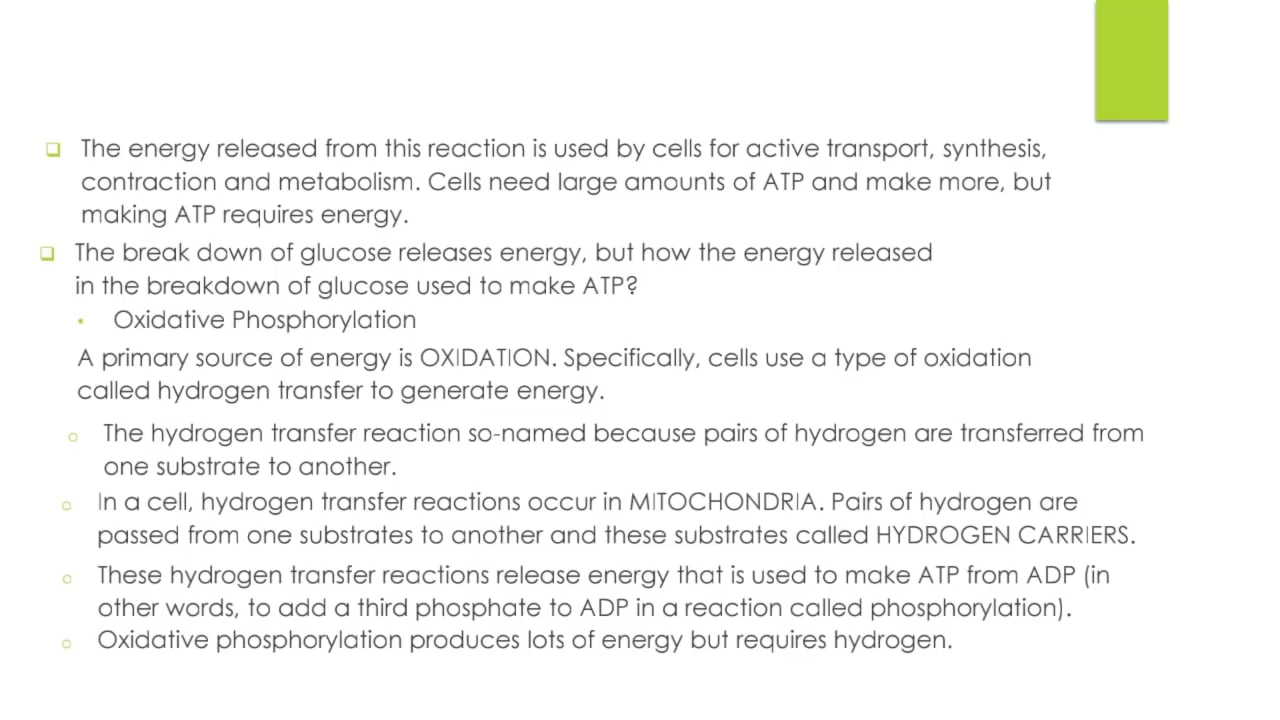 The energy released from this reaction is used by cells for active transport, synthesis,
contraction and metabolism. Cells need large amounts of ATP and make more, but
making ATP requires energy.
The break down of glucose releases energy, but how the energy released
in the breakdown of glucose used to make ATP?
• Oxidative Phosphorylation
A primary source of energy is OXIDATION. Specifically, cells use a type of oxidation
called hydrogen transfer to generate energy.
o The hydrogen transfer reaction so-named because pairs of hydrogen are transferred from
one substrate to another.
o In a cell, hydrogen transfer reactions occur in MITOCHONDRIA. Pairs of hydrogen are
passed from one substrates to another and these substrates called HYDROGEN CARRIERS.
o These hydrogen transfer reactions release energy that is used to make ATP from ADP (in
other words, to add a third phosphate to ADP in a reaction called phosphorylation).
o Oxidative phosphorylation produces lots of energy but requires hydrogen.